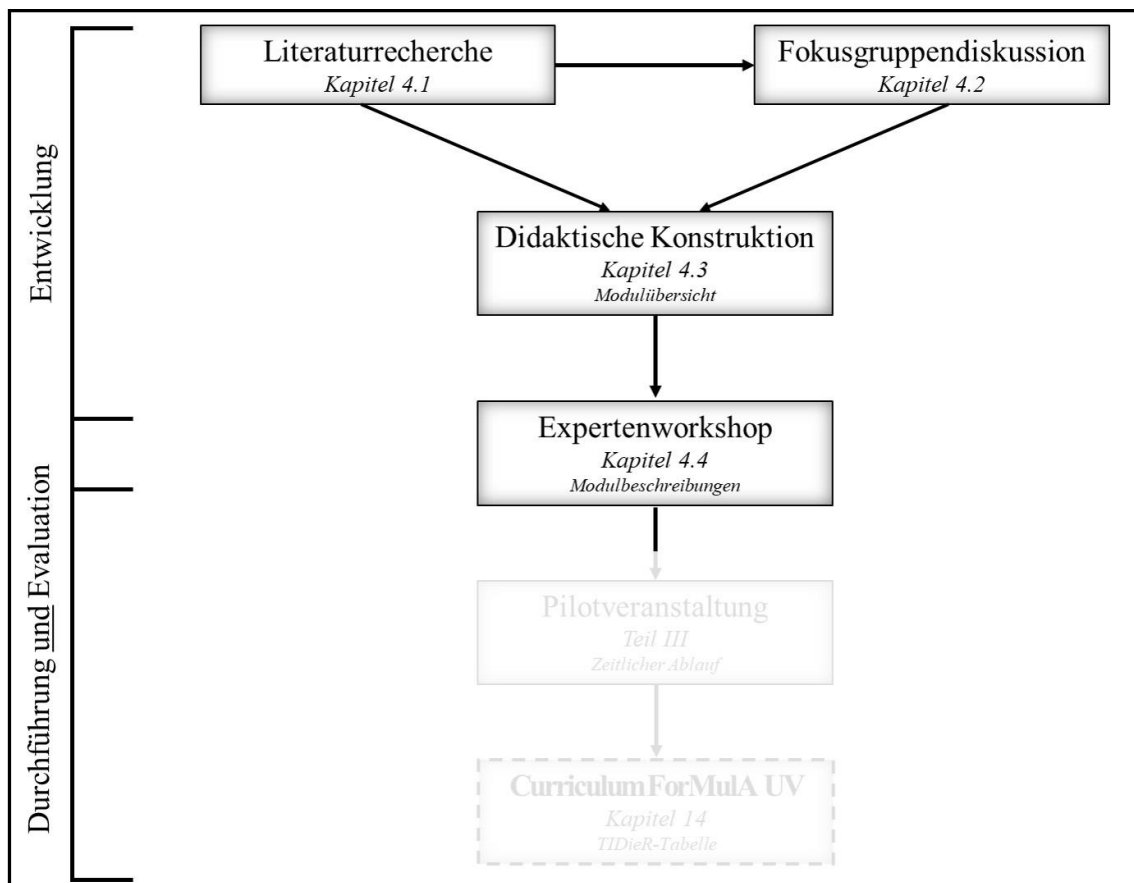 Literaturrecherche
Kapitel 4.1
Fokusgruppendiskussion
Kapitel 4.2
Entwicklung
Didaktische Konstruktion
Kapitel 4.3
Modulübersicht
Expertenworkshop
Kapitel 4.4
Modulbeschreibungen
Durchführung und Evaluation
Pilotveranstaltung
Teil III
Zeitlicher Ablauf
Curriculum ForMulA UV
Kapitel 14
TIDieR-Tabelle